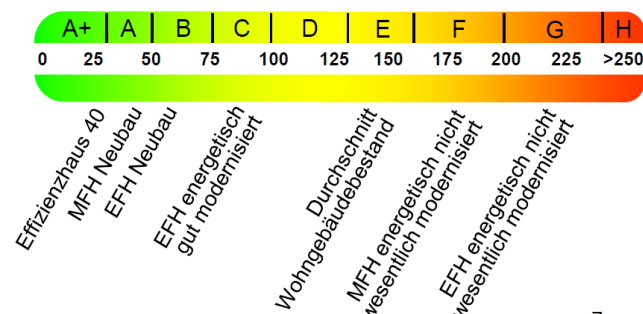 A+ A B C D E F G H
0 25 50 75 100 125 150 175 200 225 >250
Effizienzhaus 40
MFH Neubau
EFH Neubau
EFH energetisch
gut modernisiert
Durchschnitt
Wohngebäudebestand
MFH energetisch nicht
wesentlich modernisiert
EFH energetisch nicht
wesentlich modernisiert